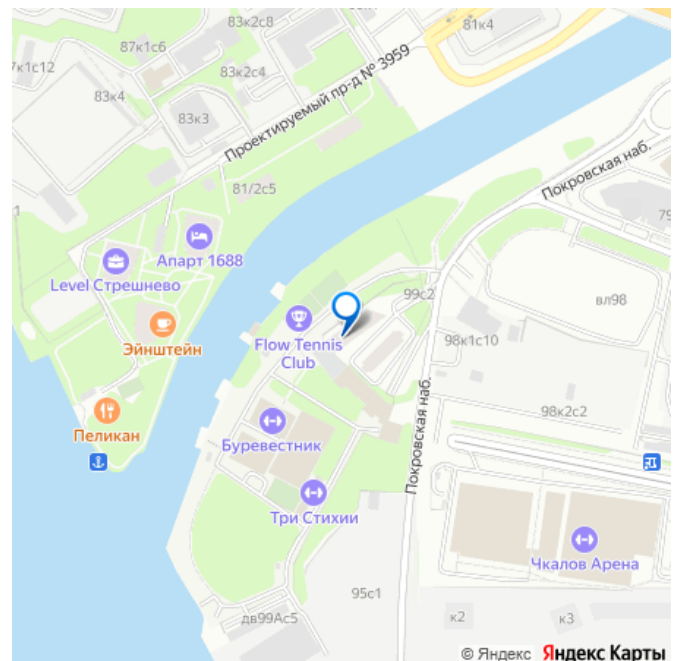 83к2с8
81к4
87к1с6
7к1с12
83к2с4
83к4
83к3
Проектируемый пр-д № 3959
Покровская наб.
81/2с5
79
1
Апарт 1688
Level Стрешнево
99с2
вл98
Эйнштейн
Flow Tennis
Club
98к1с10
Пеликан
Буревестник
Покровская наб.
98к2с2
Три Стихии
Чкалов Арена
95с1
дв99Ас5
к2
к3
© Яндекс Яндекс Карты